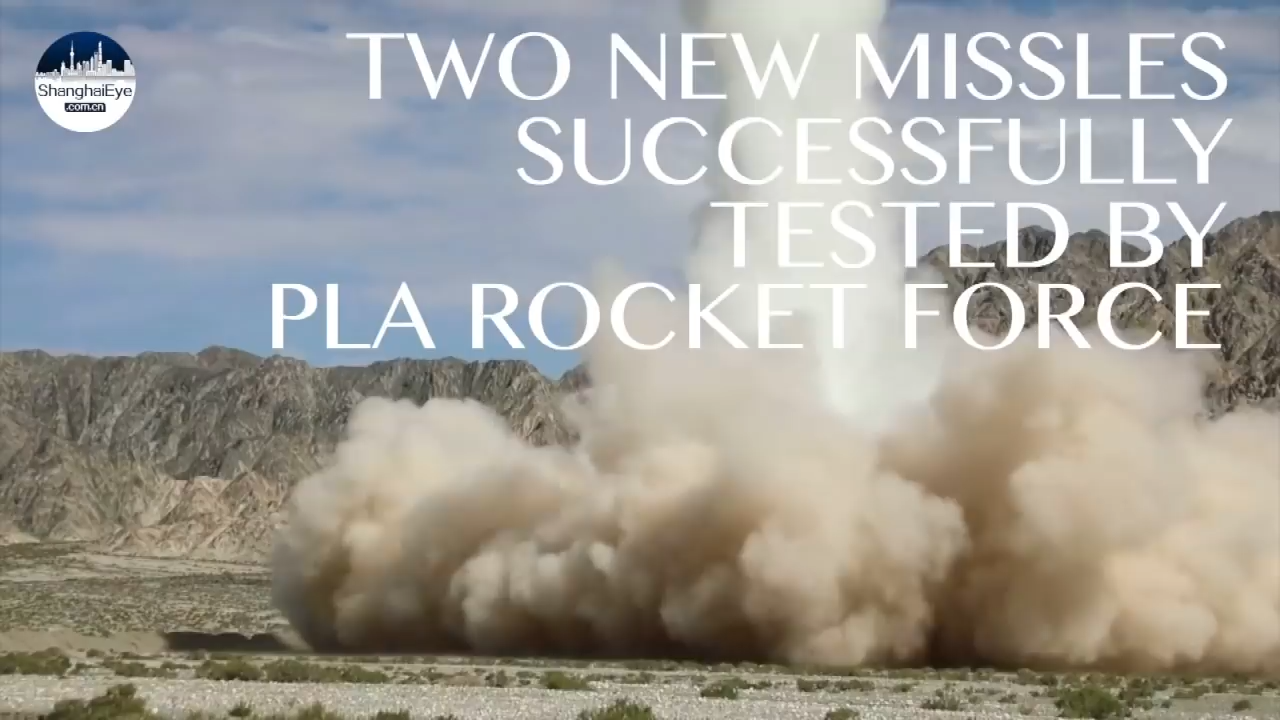 ShanghaiEye
.com.cn
TWO NEW MISSLES
SUCCESSFULLY
TESTED BY
PLA ROCKET FORCE